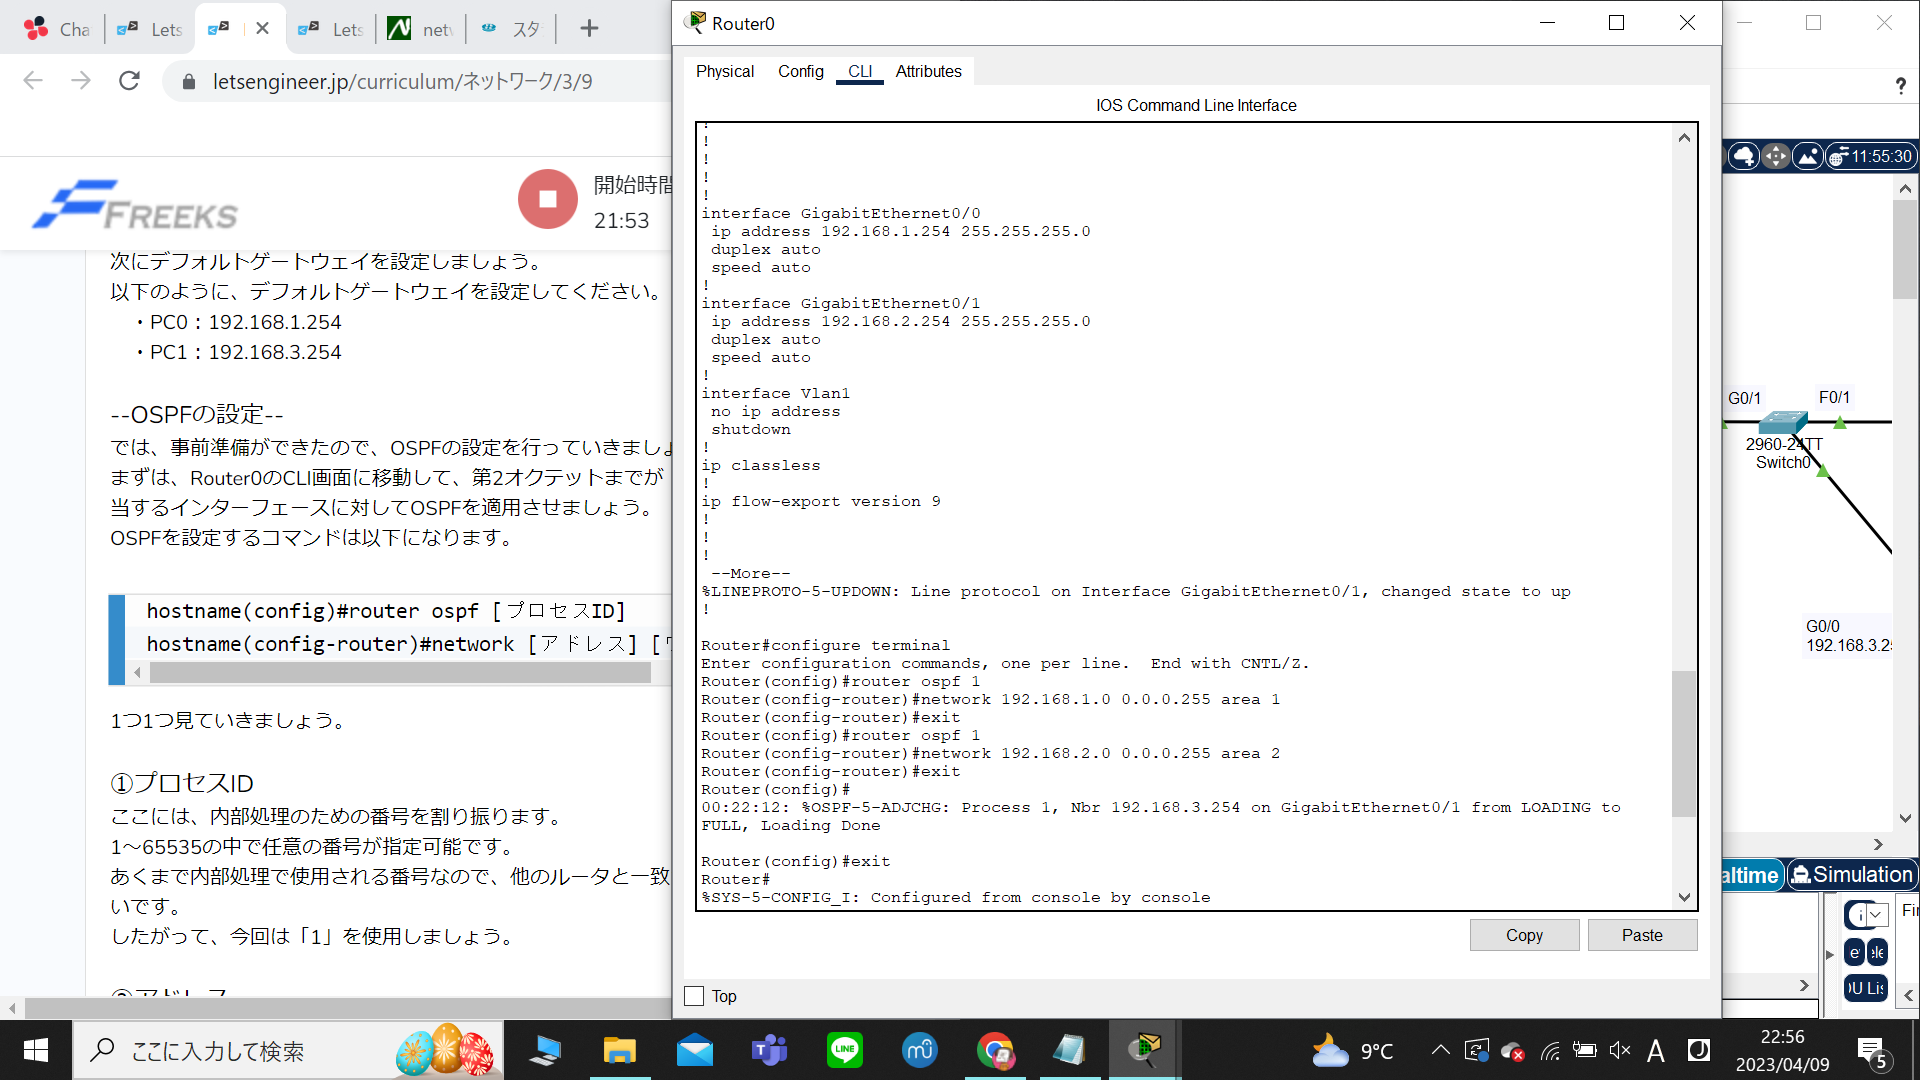 Cha
Lets
Lets
netv
スタ
letsengineer.jp/curriculum/ネットワーク/3/9
FREEKS
開始時間
21:53
次にデフォルトゲートウェイを設定しましょう。
以下のように、デフォルトゲートウェイを設定してください。
・PC0：192.168.1.254
・PC1：192.168.3.254
--OSPFの設定--
では、事前準備ができたので、OSPFの設定を行っていきましょ
まずは、Router0のCLI画面に移動して、第2オクテットまでが
当するインターフェースに対してOSPFを適用させましょう。
OSPFを設定するコマンドは以下になります。
hostname(config)#router ospf [プロセスID]
hostname(config-router)#network [アドレス] [
1つ1つ見ていきましょう。
①プロセスID
ここには、内部処理のための番号を割り振ります。
1〜65535の中で任意の番号が指定可能です。
あくまで内部処理で使用される番号なので、他のルータと一致
いです。
したがって、今回は「1」を使用しましょう。
②アドレス
Router0
Physical Config CLI Attributes
IOS Command Line Interface
!
!
!
!
!
interface GigabitEthernet0/0
ip address 192.168.1.254 255.255.255.0
duplex auto
speed auto
!
interface GigabitEthernet0/1
ip address 192.168.2.254 255.255.255.0
duplex auto
speed auto
!
interface Vlan1
no ip address
shutdown
!
ip classless
!
ip flow-export version 9
!
!
!
--More--
%LINEPROTO-5-UPDOWN: Line protocol on Interface GigabitEthernet0/1, changed state to up
!
Router#configure terminal
Enter configuration commands, one per line. End with CNTL/Z.
Router(config)#router ospf 1
Router(config-router)#network 192.168.1.0 0.0.0.255 area 1
Router(config-router)#exit
Router(config)#router ospf 1
Router(config-router)#network 192.168.2.0 0.0.0.255 area 2
Router(config-router)#exit
Router(config)#
00:22:12: %OSPF-5-ADJCHG: Process 1, Nbr 192.168.3.254 on GigabitEthernet0/1 from LOADING to
FULL, Loading Done
Router(config)#exit
Router#
%SYS-5-CONFIG_I: Configured from console by console
Copy Paste
Top
?
11:55:30
G0/1 F0/1
2960-24TT
Switch0
G0/0
192.168.3.2
altime Simulation
Fir
ここに入力して検索
LINE
9°C
A
22:56
2023/04/09
5